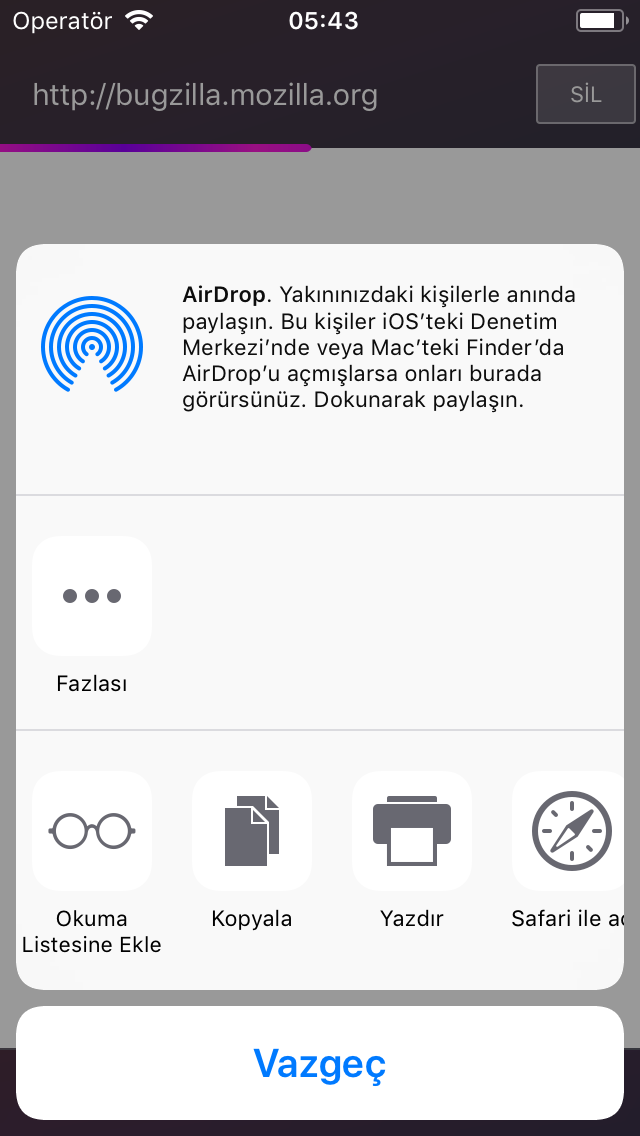 Operatör 05:43
http://bugzilla.mozilla.org SİL
AirDrop. Yakınınızdaki kişilerle anında
paylaşın. Bu kişiler iOS’teki Denetim
Merkezi’nde veya Mac’teki Finder’da
AirDrop’u açmışlarsa onları burada
görürsünüz. Dokunarak paylaşın.
Fazlası
Okuma
Listesine Ekle
Kopyala
Yazdır
Safari ile
Vazgeç